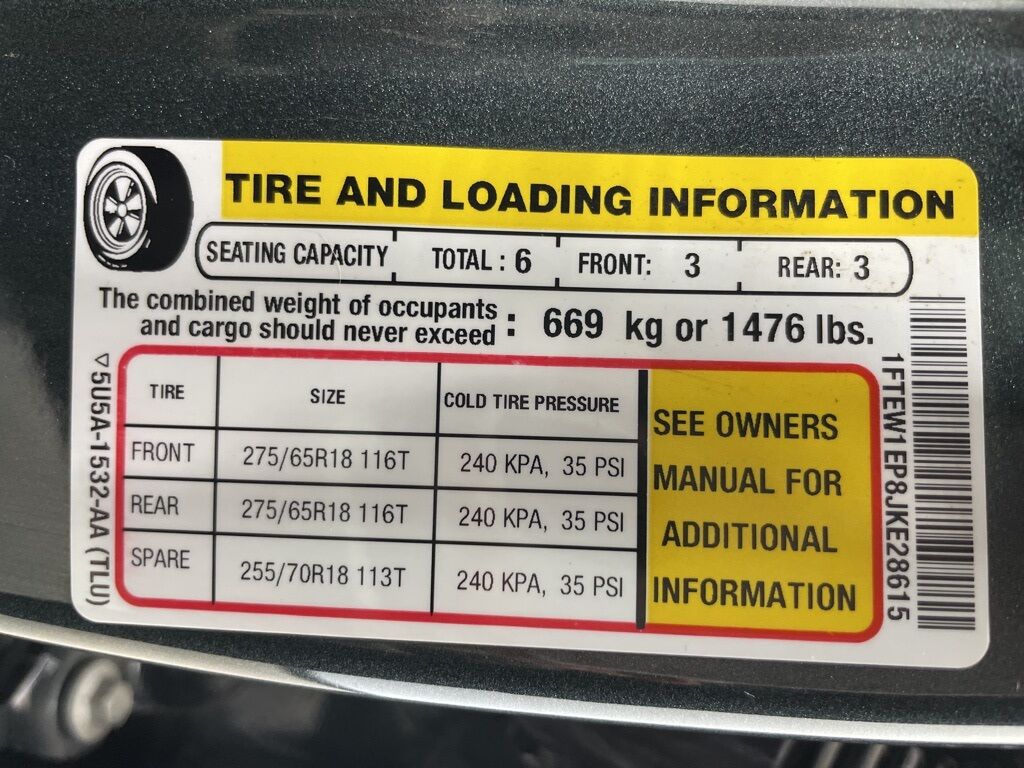 TIRE AND LOADING INFORMATION
SEATING CAPACITY TOTAL : 6 FRONT: 3 REAR: 3
The combined weight of occupants
and cargo should never exceed : 669 kg or 1476 lbs.
TIRE SIZE COLD TIRE PRESSURE
FRONT 275/65R18 116T 240 KPA, 35 PSI
REAR 275/65R18 116T 240 KPA, 35 PSI
SPARE 255/70R18 113T 240 KPA, 35 PSI
SEE OWNERS
MANUAL FOR
ADDITIONAL
INFORMATION
5U5A-1532-AA (TLU)
1FTEW1EP8JKE28615